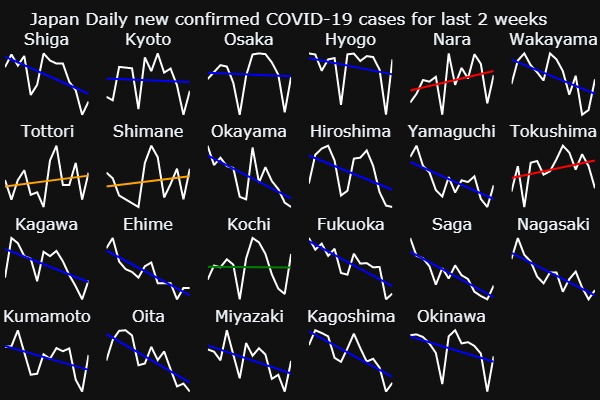 Japan Daily new confirmed COVID-19 cases for last 2 weeks
Shiga Kyoto Osaka Hyogo Nara Wakayama
Tottori Shimane Okayama Hiroshima Yamaguchi Tokushima
Kagawa Ehime Kochi Fukuoka Saga Nagasaki
Kumamoto Oita Miyazaki Kagoshima Okinawa